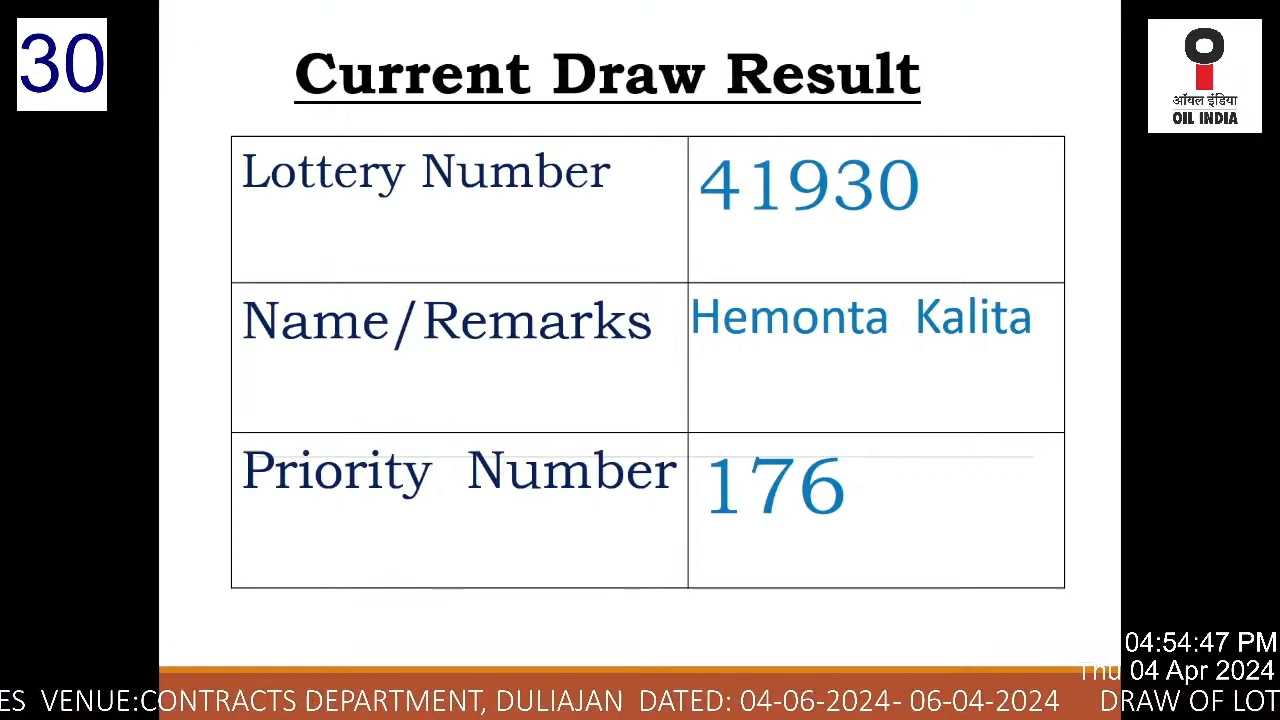 30
Current Draw Result
ऑयल इंडिया
OIL INDIA
Lottery Number 41930
Name/Remarks Hemonta Kalita
Priority Number 176
04:54:47 PM
Thu 04 Apr 2024
ES VENUE:CONTRACTS DEPARTMENT, DULIAJAN DATED: 04-06-2024- 06-04-2024 DRAW OF LOT